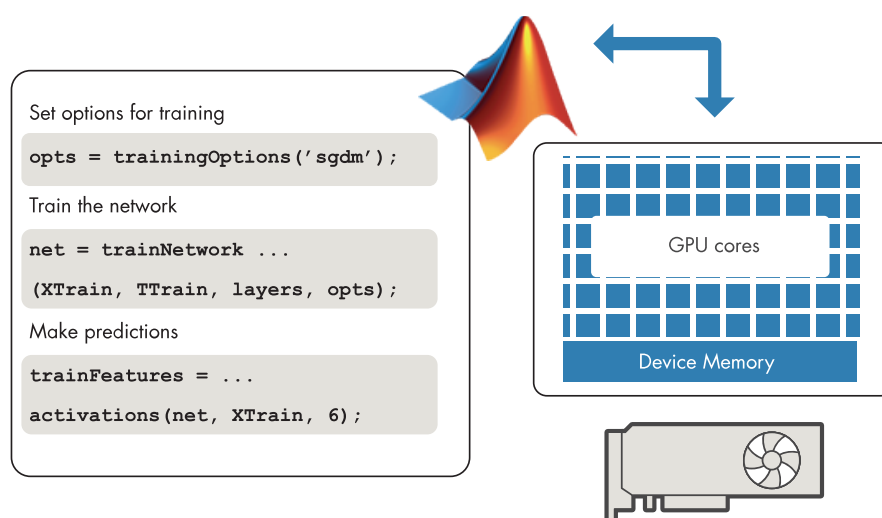 Set options for training
opts = trainingOptions(’sgdm’);
Train the network
net = trainNetwork ...
(XTrain, TTrain, layers, opts);
Make predictions
trainFeatures = ...
activations(net, XTrain, 6);
GPU cores
Device Memory